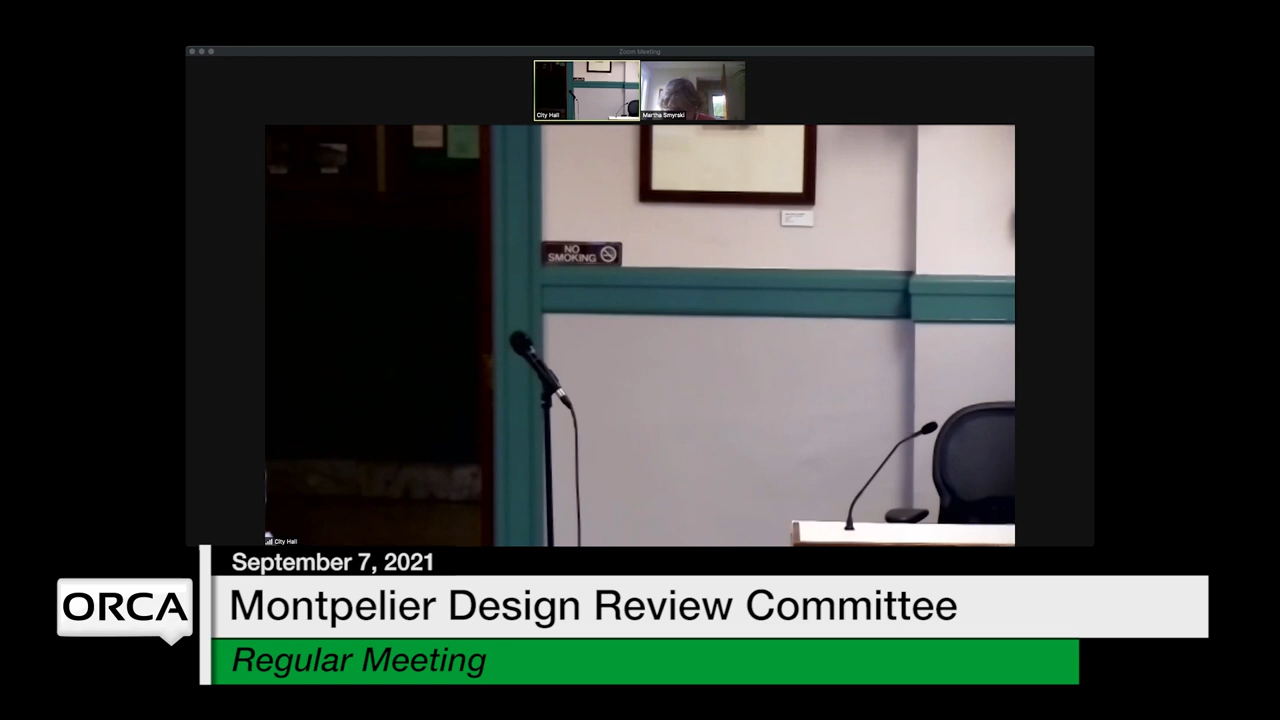 Zoom Meeting
City Hall
Martha Smyrski
NO
SMOKING
City Hall
September 7, 2021
ORCA
Montpelier Design Review Committee
Regular Meeting